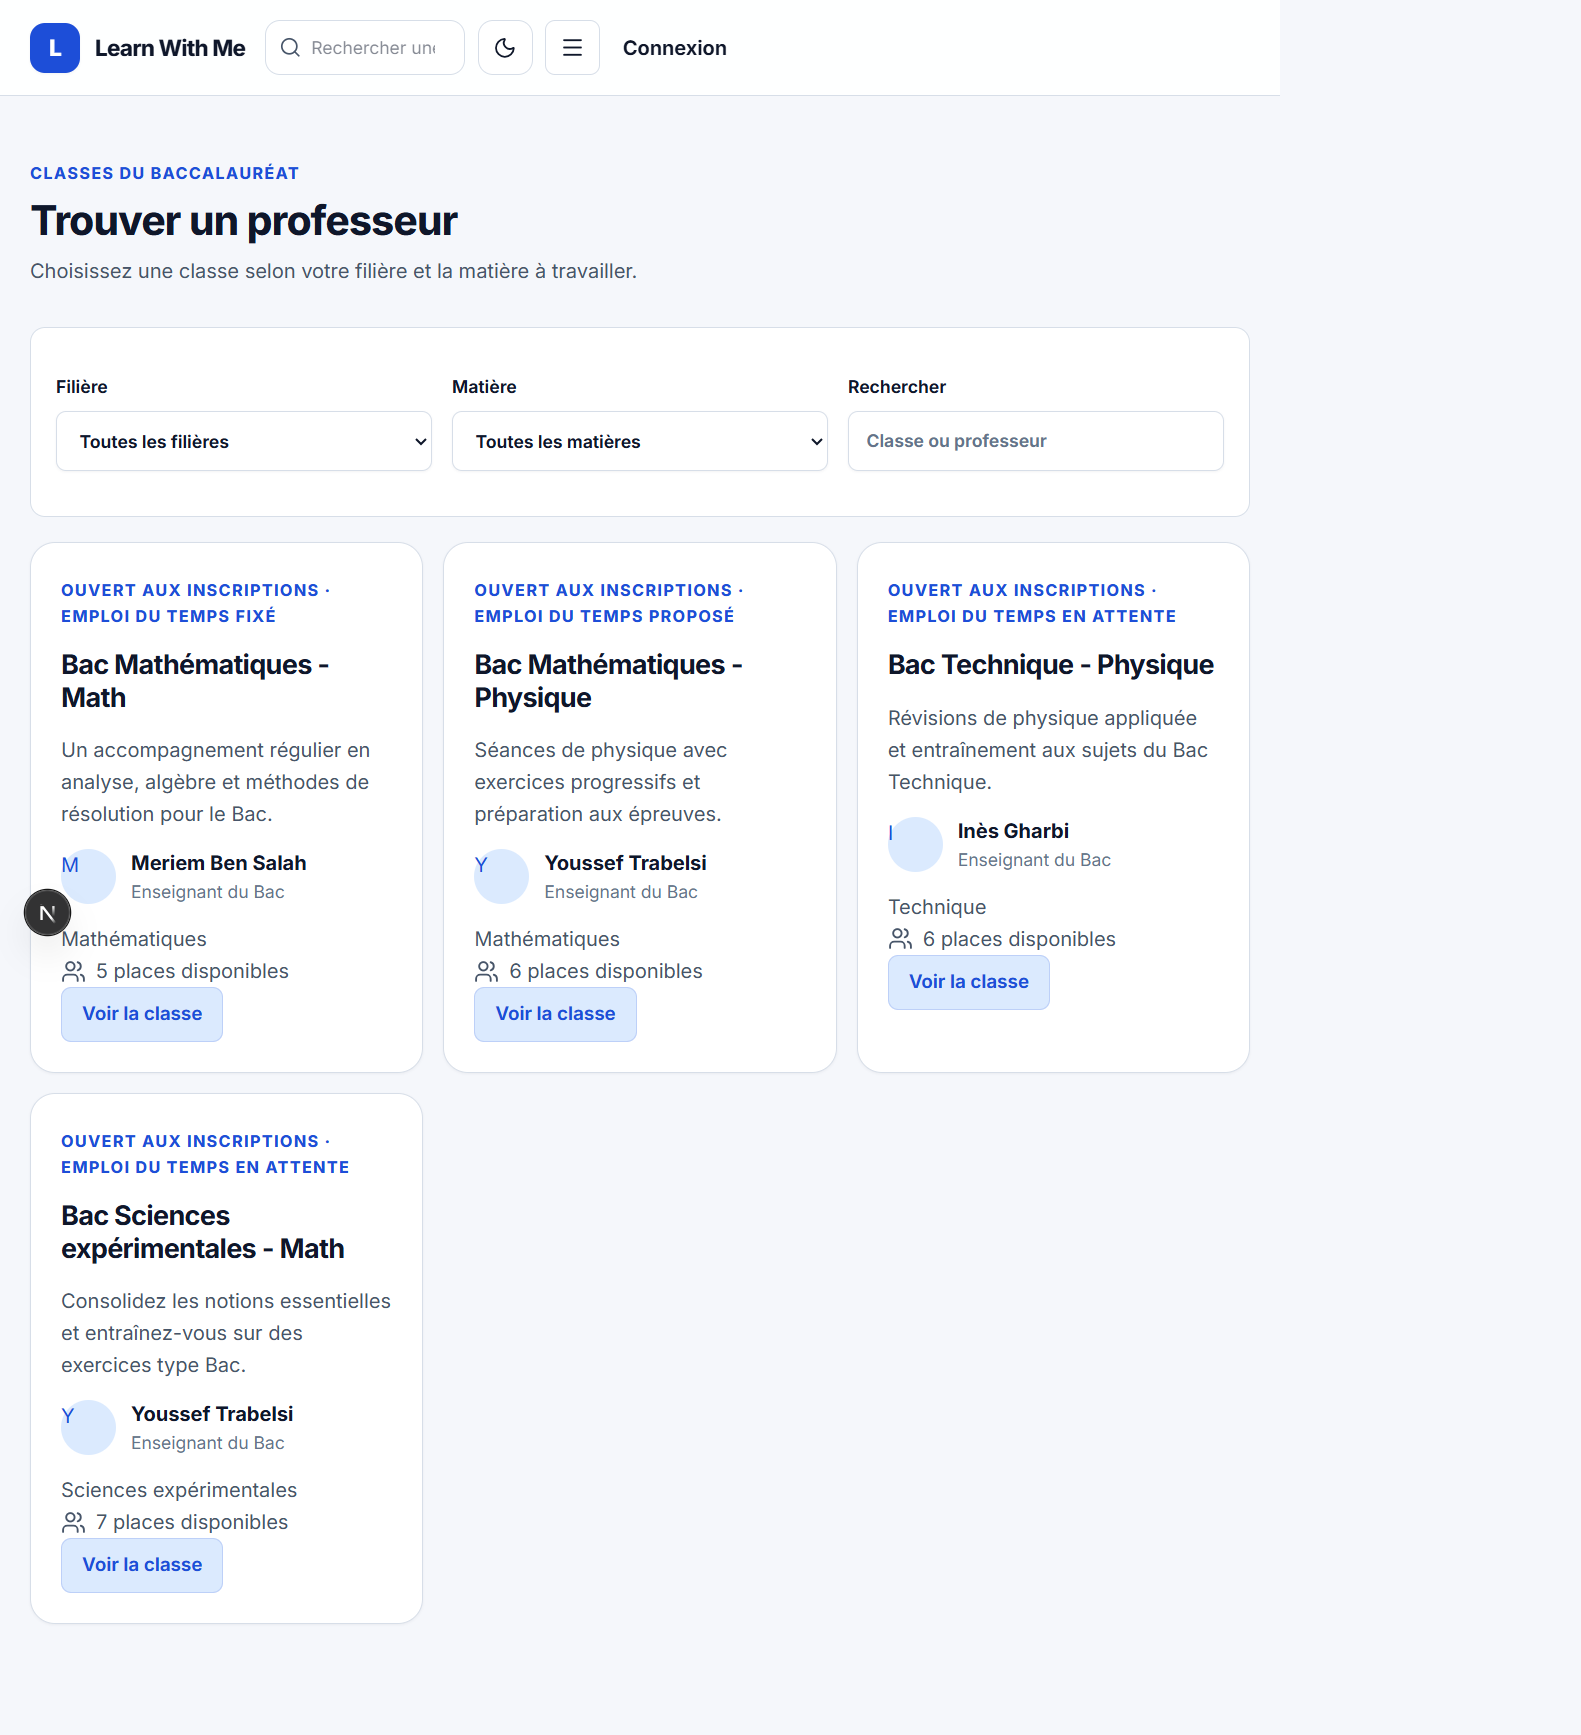 L Learn With Me Rechercher une Connexion
CLASSES DU BACCALAURÉAT
Trouver un professeur
Choisissez une classe selon votre filière et la matière à travailler.
Filière
Toutes les filières
Matière
Toutes les matières
Rechercher
Classe ou professeur
OUVERT AUX INSCRIPTIONS ·
EMPLOI DU TEMPS FIXÉ
Bac Mathématiques -
Math
Un accompagnement régulier en
analyse, algèbre et méthodes de
résolution pour le Bac.
M
Meriem Ben Salah
Enseignant du Bac
N
Mathématiques
5 places disponibles
Voir la classe
OUVERT AUX INSCRIPTIONS ·
EMPLOI DU TEMPS PROPOSÉ
Bac Mathématiques -
Physique
Séances de physique avec
exercices progressifs et
préparation aux épreuves.
Y
Youssef Trabelsi
Enseignant du Bac
Mathématiques
6 places disponibles
Voir la classe
OUVERT AUX INSCRIPTIONS ·
EMPLOI DU TEMPS EN ATTENTE
Bac Technique - Physique
Révisions de physique appliquée
et entraînement aux sujets du Bac
Technique.
I
Inès Gharbi
Enseignant du Bac
Technique
6 places disponibles
Voir la classe
OUVERT AUX INSCRIPTIONS ·
EMPLOI DU TEMPS EN ATTENTE
Bac Sciences
expérimentales - Math
Consolidez les notions essentielles
et entraînez-vous sur des
exercices type Bac.
Y
Youssef Trabelsi
Enseignant du Bac
Sciences expérimentales
7 places disponibles
Voir la classe